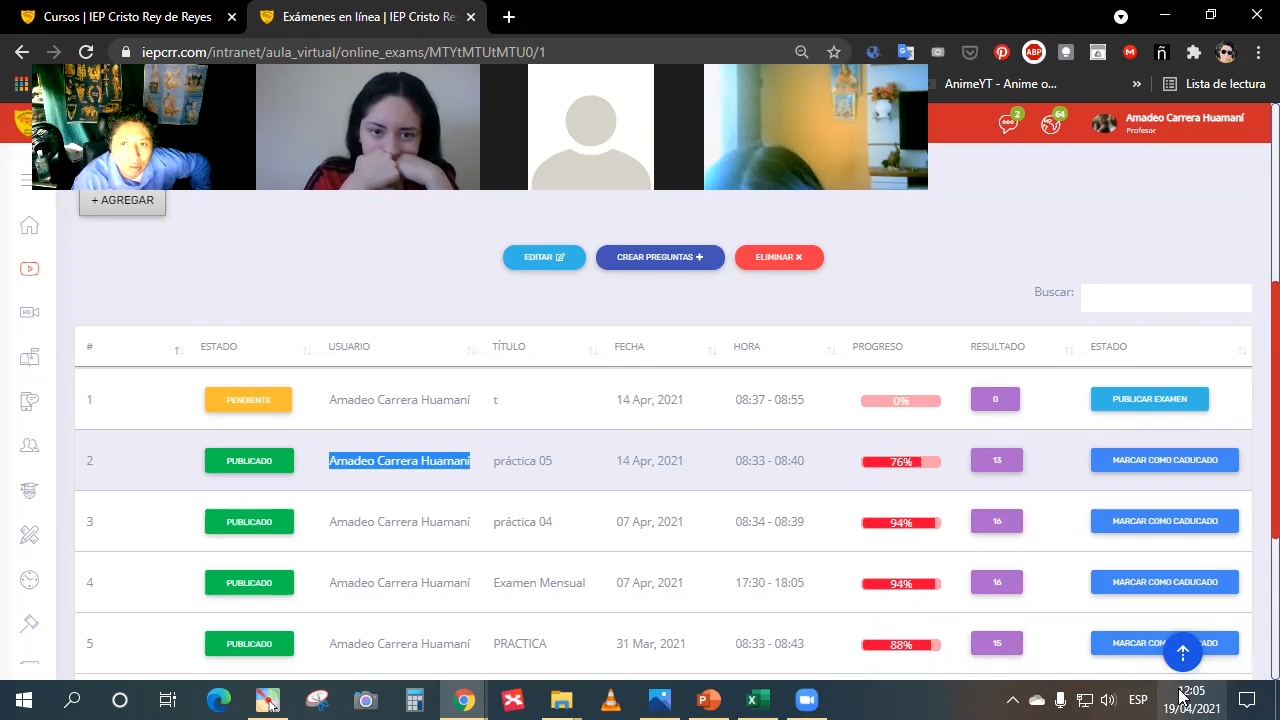 Cursos | IEP Cristo Rey de Reyes
Exámenes en línea | IEP Cristo Rey
iepcrr.com/intranet/aula_virtual/online_exams/MTYtMTUtMTU0/1
ABP
ñ
AnimeYT - Anime o...
»
Lista de lectura
2
64
Amadeo Carrera Huamaní
Profesor
+ AGREGAR
EDITAR
CREAR PREGUNTAS +
ELIMINAR ×
Buscar:
# ESTADO USUARIO TÍTULO FECHA HORA PROGRESO RESULTADO ESTADO
1 PENDIENTE Amadeo Carrera Huamaní t 14 Apr, 2021 08:37 - 08:55 0% 0 PUBLICAR EXAMEN
2 PUBLICADO Amadeo Carrera Huamaní práctica 05 14 Apr, 2021 08:33 - 08:40 76% 13 MARCAR COMO CADUCADO
3 PUBLICADO Amadeo Carrera Huamaní práctica 04 07 Apr, 2021 08:34 - 08:39 94% 16 MARCAR COMO CADUCADO
4 PUBLICADO Amadeo Carrera Huamaní Examen Mensual 07 Apr, 2021 17:30 - 18:05 94% 16 MARCAR COMO CADUCADO
5 PUBLICADO Amadeo Carrera Huamaní PRACTICA 31 Mar, 2021 08:33 - 08:43 88% 15 MARCAR COMO CADUCADO
ESP
12:05
19/04/2021